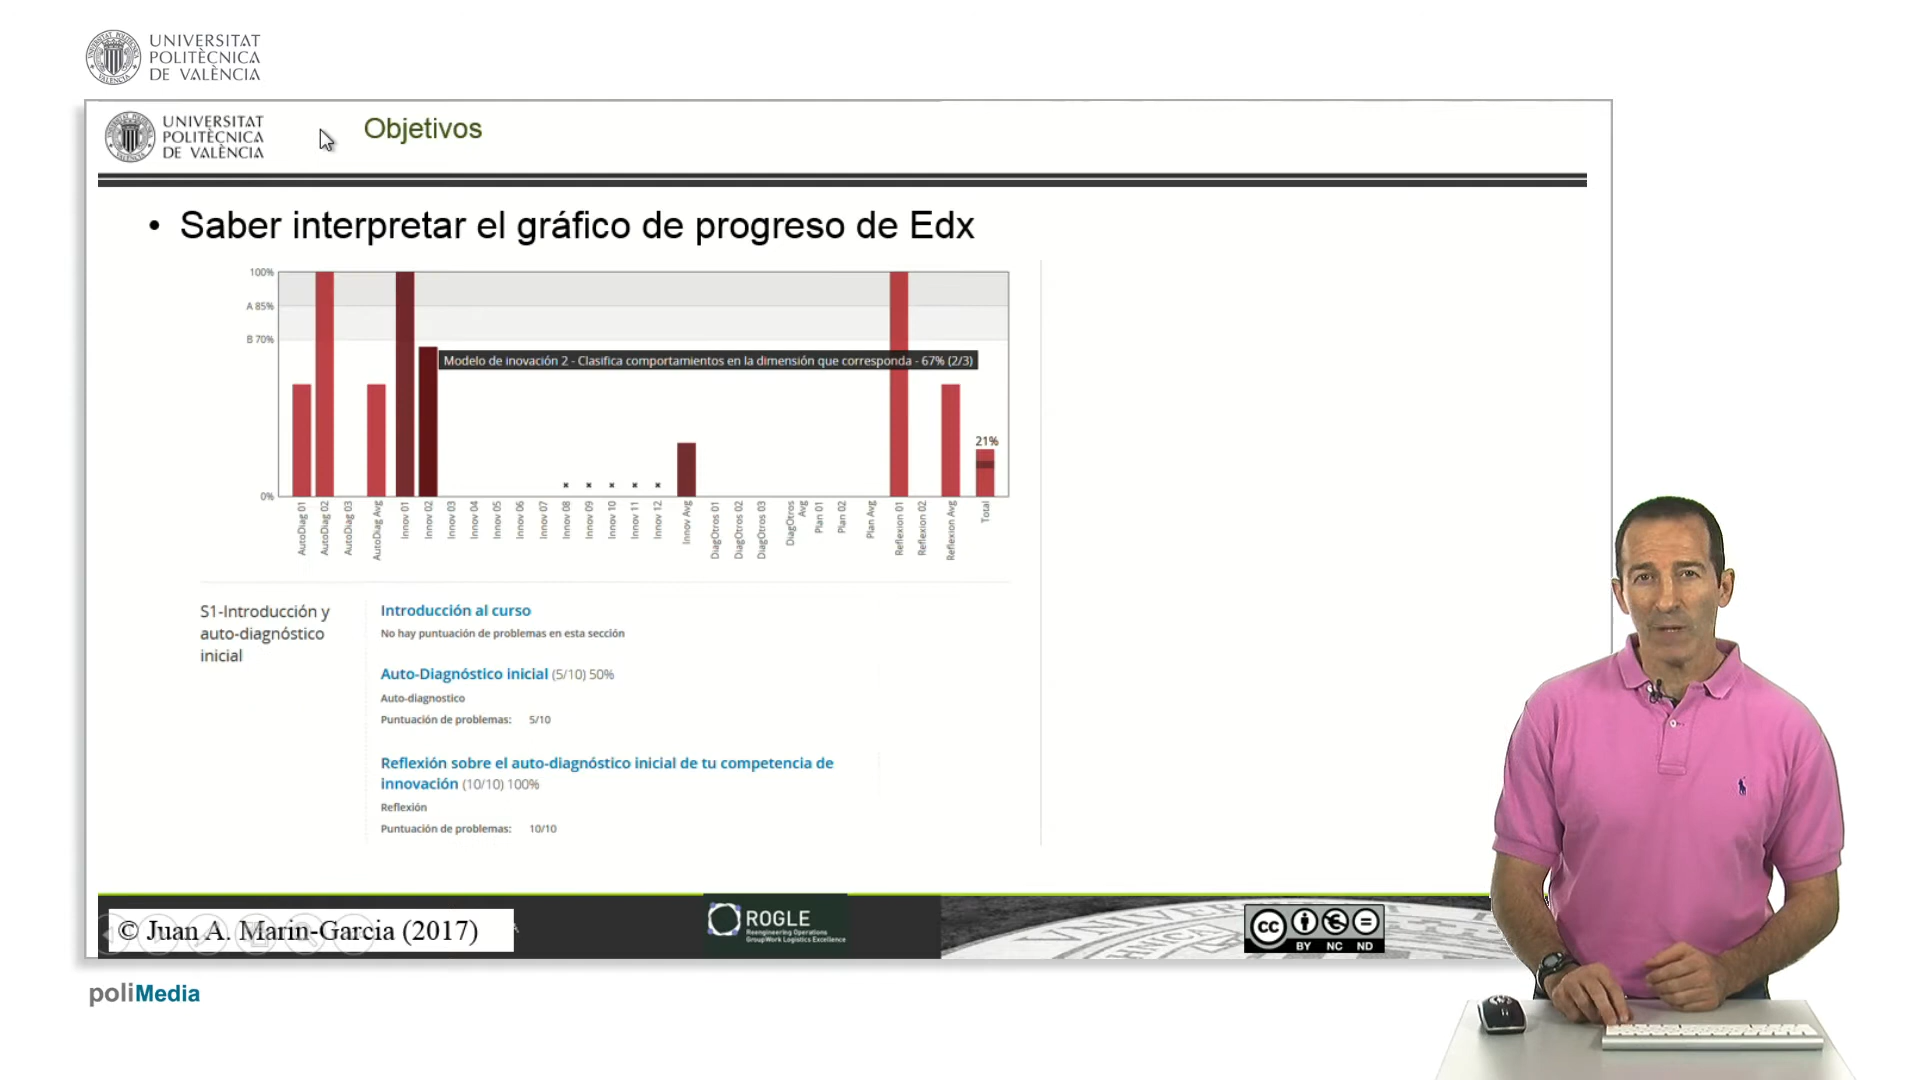 UNIVERSITAT
POLITÈCNICA
DE VALÈNCIA
UNIVERSITAT
POLITÈCNICA
DE VALÈNCIA
Objetivos
• Saber interpretar el gráfico de progreso de Edx
100%
A 85%
B 70%
0%
Modelo de inovación 2 - Clasifica comportamientos en la dimensión que corresponda - 67% (2/3)
21%
AutoDiag 01
AutoDiag 02
AutoDiag 03
AutoDiag Avg
Innov 01
Innov 02
Innov 03
Innov 04
Innov 05
Innov 06
Innov 07
Innov 08
Innov 09
Innov 10
Innov 11
Innov 12
Innov Avg
DiagOtros 01
DiagOtros 02
DiagOtros 03
DiagOtros
Avg
Plan 01
Plan 02
Plan Avg
Reflexion 01
Reflexion 02
Reflexion Avg
Total
S1-Introducción y
auto-diagnóstico
inicial
Introducción al curso
No hay puntuación de problemas en esta sección
Auto-Diagnóstico inicial (5/10) 50%
Auto-diagnostico
Puntuación de problemas: 5/10
Reflexión sobre el auto-diagnóstico inicial de tu competencia de
innovación (10/10) 100%
Reflexión
Puntuación de problemas: 10/10
© Juan A. Marin-Garcia (2017)
ROGLE
Reengineering Operations
GroupWork Logistics Excellence
CC
BY NC ND
poliMedia